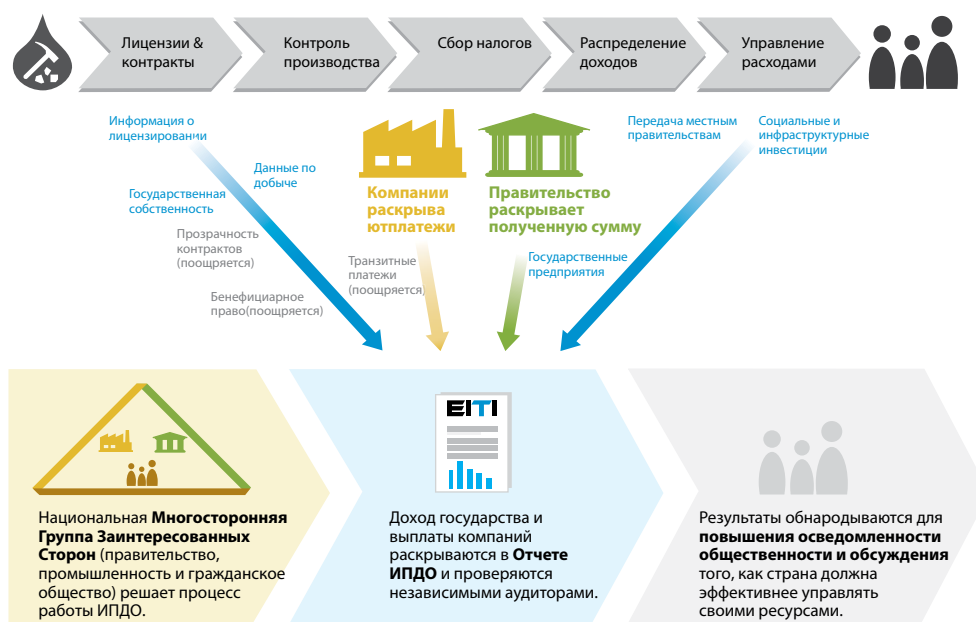 Лицензии &
контракты
Контроль
производства
Сбор налогов
Распределение
доходов
Управление
расходами
Информация о
лицензировании
Данные по
добыче
Государственная
собственность
Прозрачность
контрактов
(поощряется)
Бенефициарное
право(поощряется)
Компании
раскрыва
ютплатежи
Транзитные
платежи
(поощряется)
Правительство
раскрывает
полученную сумму
Государственные
предприятия
Передача местным
правительствам
Социальные и
инфраструктурные
инвестиции
Национальная Многосторонняя
Группа Заинтересованных
Сторон (правительство,
промышленность и гражданское
общество) решает процесс
работы ИПДО.
EITI
Доход государства и
выплаты компаний
раскрываются в Отчете
ИПДО и проверяются
независимыми аудиторами.
Результаты обнародываются для
повышения осведомленности
общественности и обсуждения
того, как страна должна
эффективнее управлять
своими ресурсами.